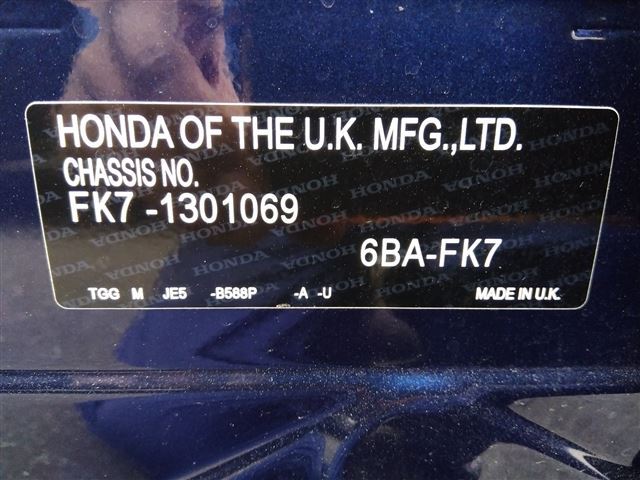 HONDA OF THE U.K. MFG.,LTD.
CHASSIS NO.
FK7-1301069
6BA-FK7
TGG M JE5 -B588P -A -U MADE IN U.K.